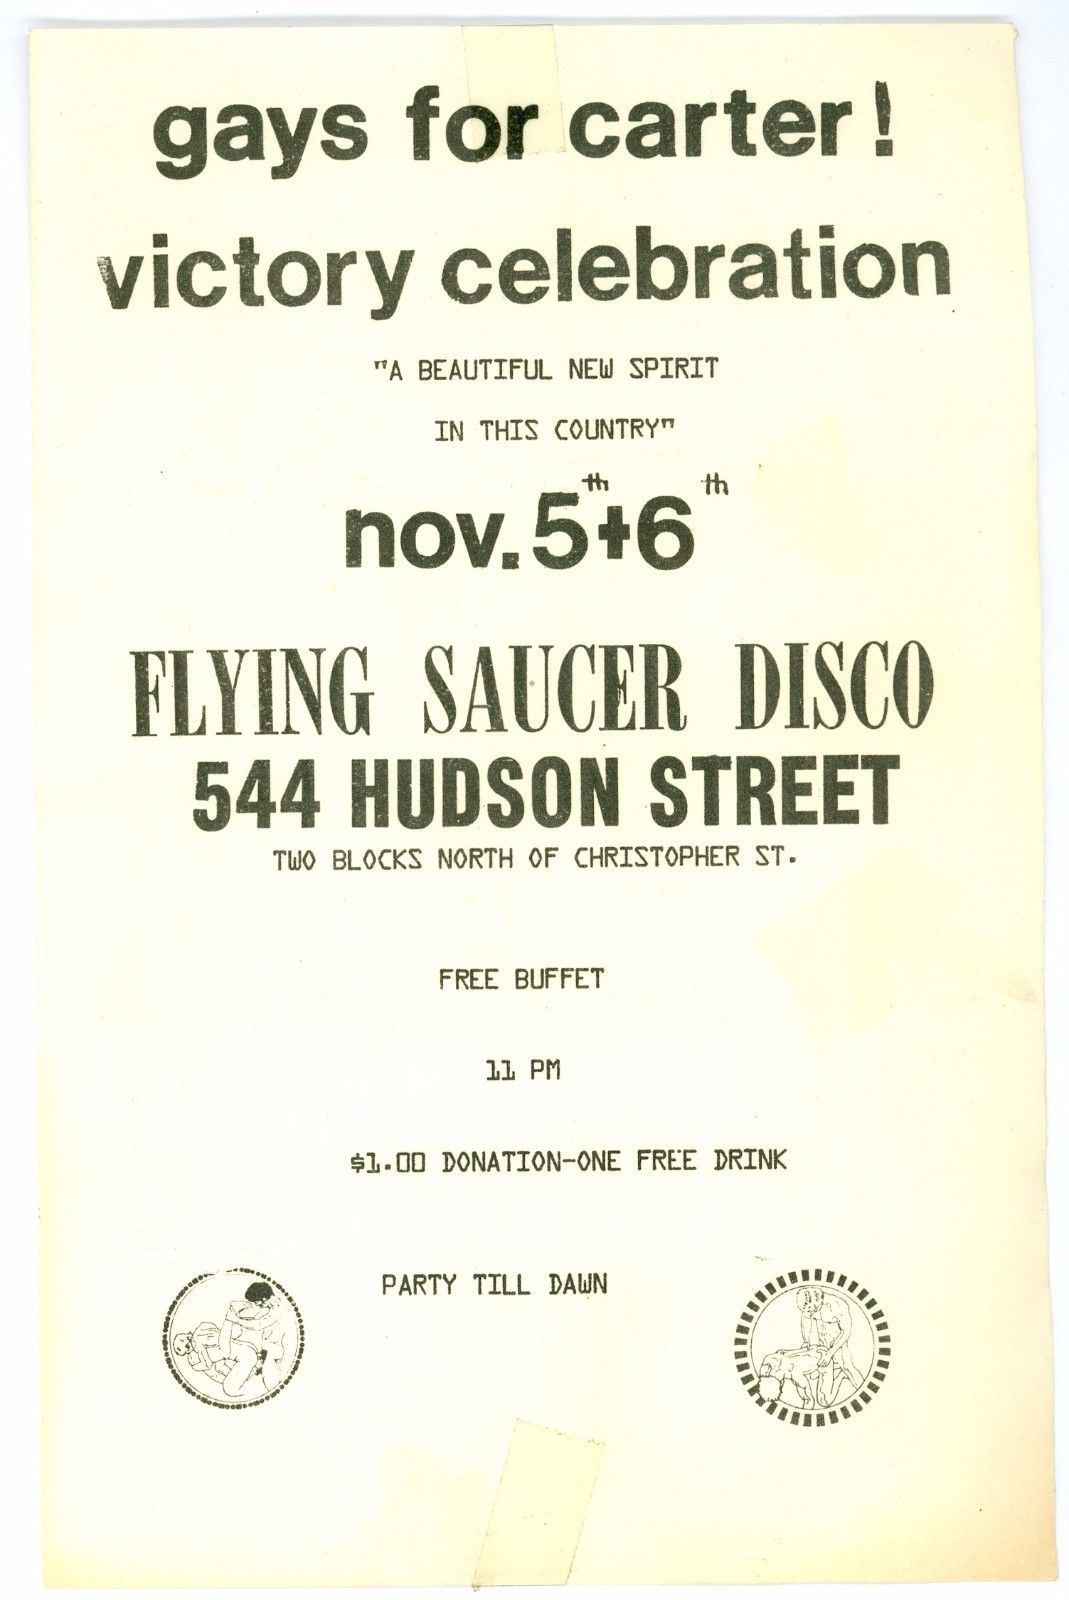 gays for carter!
victory celebration
"A BEAUTIFUL NEW SPIRIT
IN THIS COUNTRY"
nov. 5th+6th
FLYING SAUCER DISCO
544 HUDSON STREET
TWO BLOCKS NORTH OF CHRISTOPHER ST.
FREE BUFFET
11 PM
$1.00 DONATION-ONE FREE DRINK
PARTY TILL DAWN